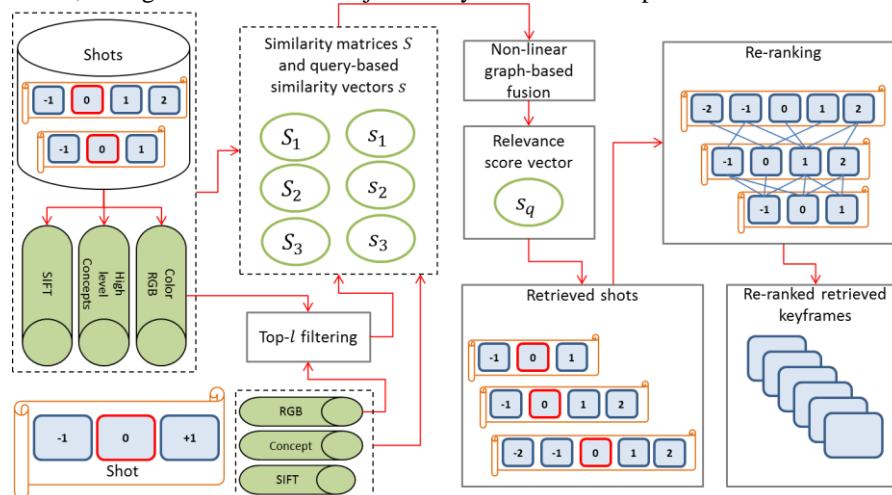 Shots
-1 0 1 2
-1 0 1
SIFT
High level Concepts
Color RGB
-1 0 +1
Shot
Similarity matrices S
and query-based
similarity vectors s
S₁ s₁
S₂ s₂
S₃ s₃
Top-l filtering
RGB
Concept
SIFT
Non-linear
graph-based
fusion
Relevance
score vector
s_q
Retrieved shots
-1 0 1
-1 0 1 2
-2 -1 0 1 2
Re-ranking
-2 -1 0 1 2
-1 0 1 2
-1 0 1
Re-ranked retrieved
keyframes